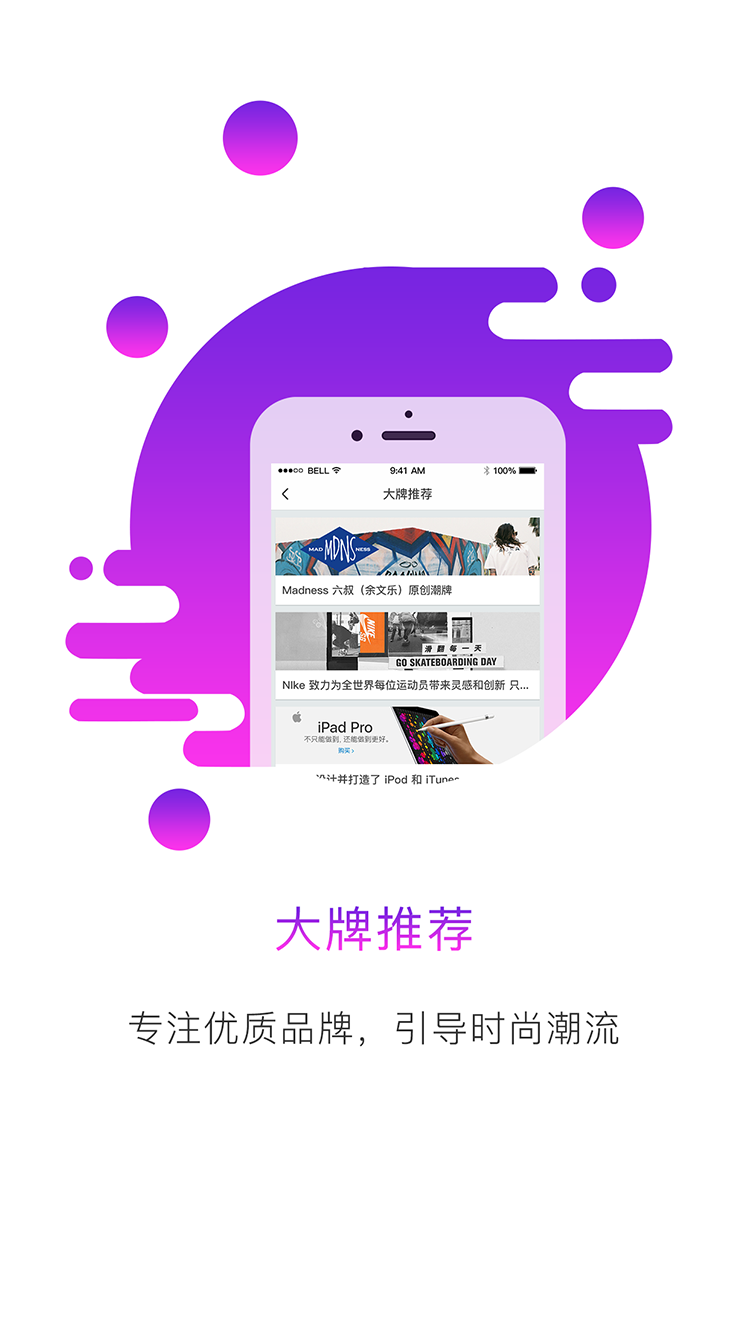 BELL 9:41 AM 100%
大牌推荐
MAD MDNS NESS
Madness 六叔（余文乐）原创潮牌
NIKE SB
滑翻每一天
GO SKATEBOARDING DAY
NIke 致力为全世界每位运动员带来灵感和创新 只...
iPad Pro
不只能做到，还能做到更好。
购买 >
设计并打造了 iPod 和 iTunes
大牌推荐
专注优质品牌，引导时尚潮流